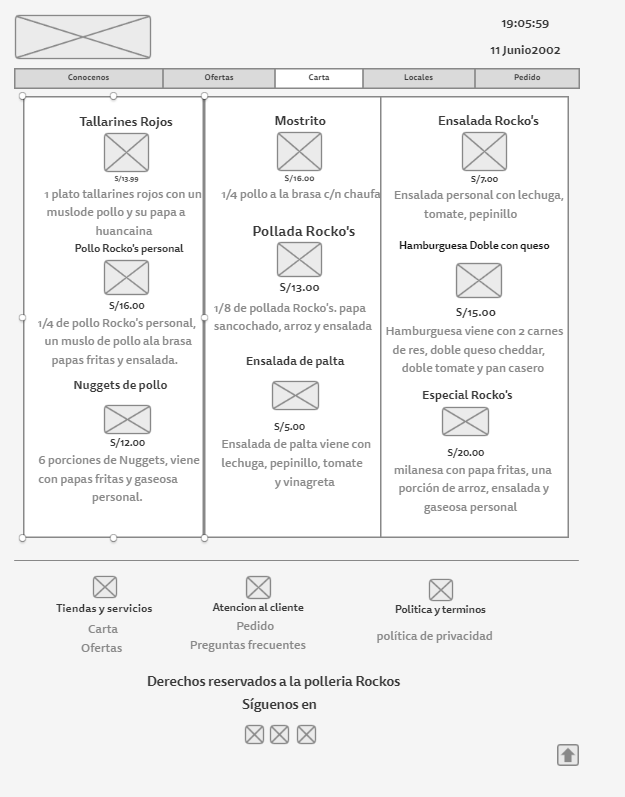 19:05:59
11 Junio2002
Conocenos
Ofertas
Carta
Locales
Pedido
Tallarines Rojos
S/13.99
1 plato tallarines rojos con un
muslode pollo y su papa a
huancaina
Pollo Rocko's personal
S/16.00
1/4 de pollo Rocko's personal,
un muslo de pollo ala brasa
papas fritas y ensalada.
Nuggets de pollo
S/12.00
6 porciones de Nuggets, viene
con papas fritas y gaseosa
personal.
Mostrito
S/16.00
1/4 pollo a la brasa c/n chaufa
Pollada Rocko's
S/13.00
1/8 de pollada Rocko's. papa
sancochado, arroz y ensalada
Ensalada de palta
S/5.00
Ensalada de palta viene con
lechuga, pepinillo, tomate
y vinagreta
Ensalada Rocko's
S/7.00
Ensalada personal con lechuga,
tomate, pepinillo
Hamburguesa Doble con queso
S/15.00
Hamburguesa viene con 2 carnes
de res, doble queso cheddar,
doble tomate y pan casero
Especial Rocko's
S/20.00
milanesa con papa fritas, una
porción de arroz, ensalada y
gaseosa personal
Tiendas y servicios
Carta
Ofertas
Atencion al cliente
Pedido
Preguntas frecuentes
Politica y terminos
política de privacidad
Derechos reservados a la polleria Rockos
Síguenos en